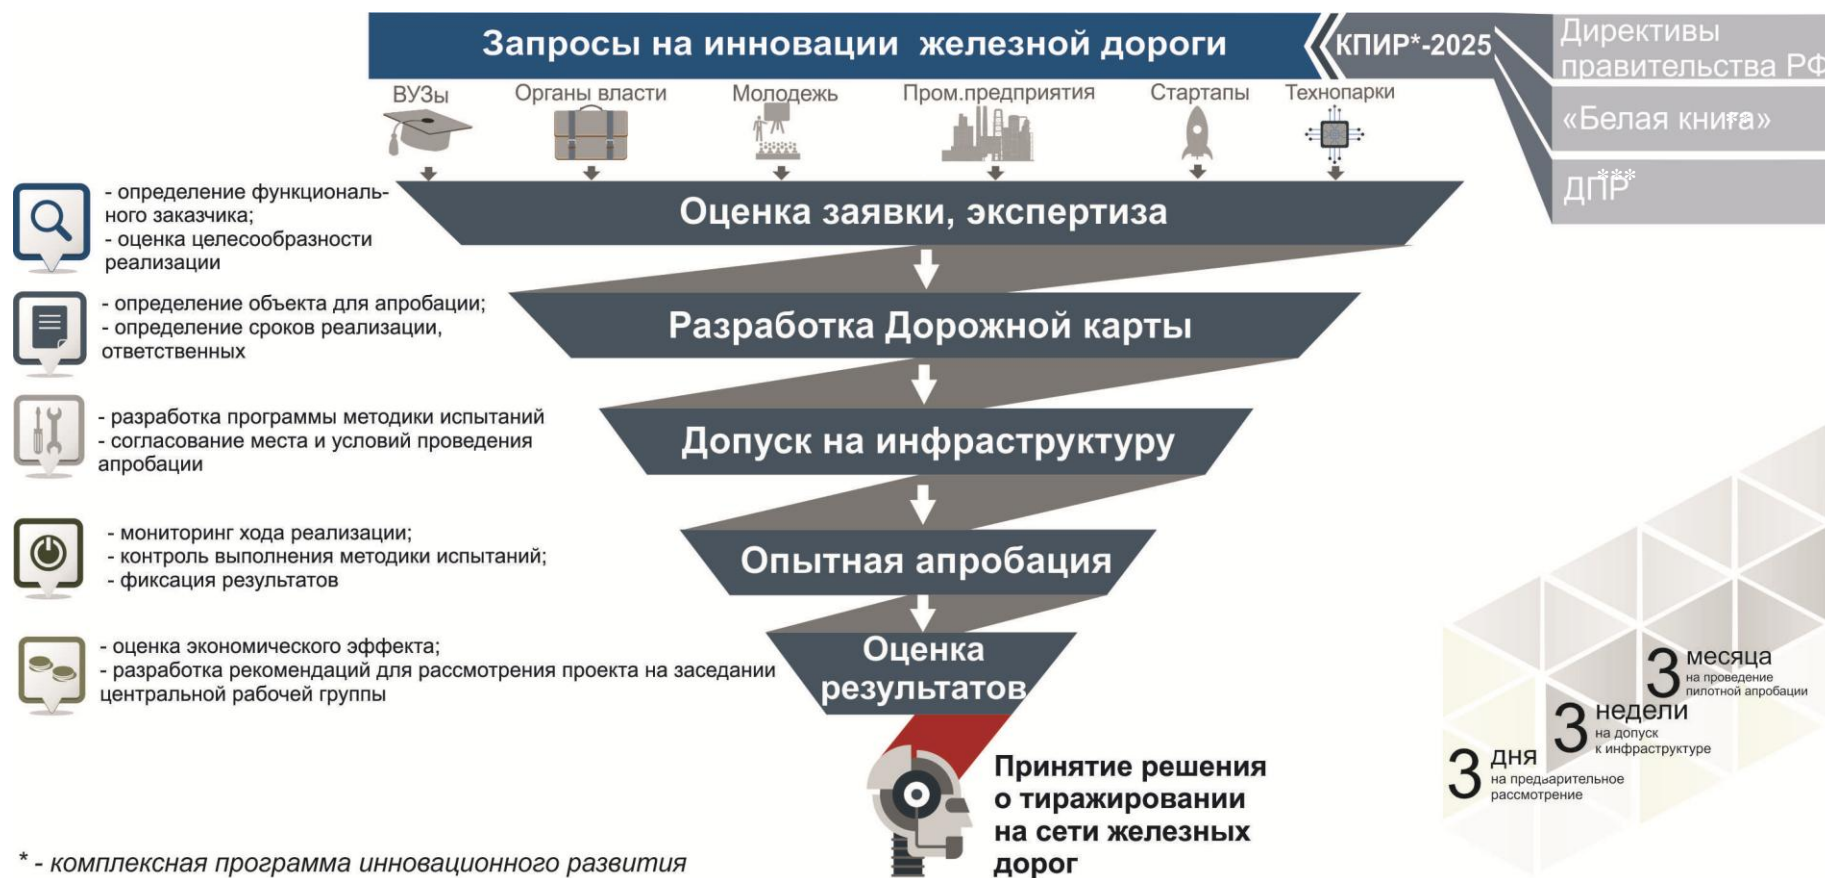 Запросы на инновации железной дороги
КПИР*-2025
Директивы
правительства РФ
«Белая книга»
**
ДПР
***
ВУЗы
Органы власти
Молодежь
Пром.предприятия
Стартапы
Технопарки
- определение функциональ-
ного заказчика;
- оценка целесообразности
реализации
Оценка заявки, экспертиза
- определение объекта для апробации;
- определение сроков реализации,
ответственных
Разработка Дорожной карты
- разработка программы методики испытаний
- согласование места и условий проведения
апробации
Допуск на инфраструктуру
- мониторинг хода реализации;
- контроль выполнения методики испытаний;
- фиксация результатов
Опытная апробация
- оценка экономического эффекта;
- разработка рекомендаций для рассмотрения проекта на заседании
центральной рабочей группы
Оценка
результатов
Принятие решения
о тиражировании
на сети железных
дорог
3 месяца
на проведение
пилотной апробации
3 недели
на допуск
к инфраструктуре
3 дня
на предварительное
рассмотрение
* - комплексная программа инновационного развития